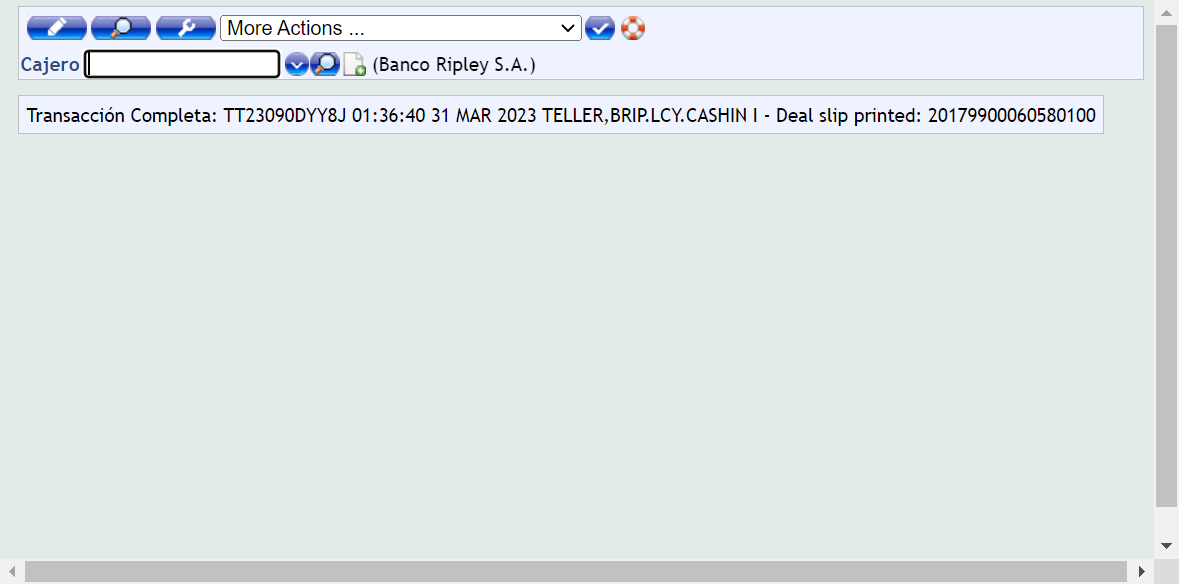 More Actions ...
Cajero (Banco Ripley S.A.)
Transacción Completa: TT23090DYY8J 01:36:40 31 MAR 2023 TELLER,BRIP.LCY.CASHIN I - Deal slip printed: 20179900060580100